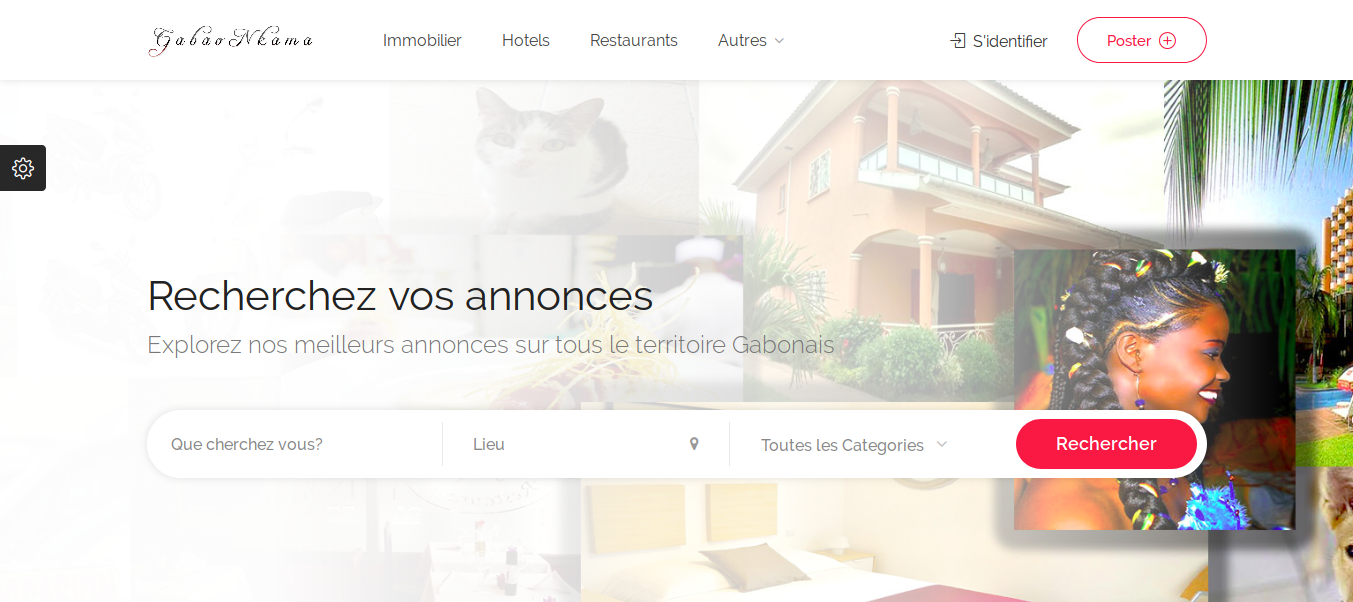 GabaoNkama
Immobilier
Hotels
Restaurants
Autres
S'identifier
Poster
Recherchez vos annonces
Explorez nos meilleurs annonces sur tous le territoire Gabonais
Que cherchez vous?
Lieu
Toutes les Categories
Rechercher